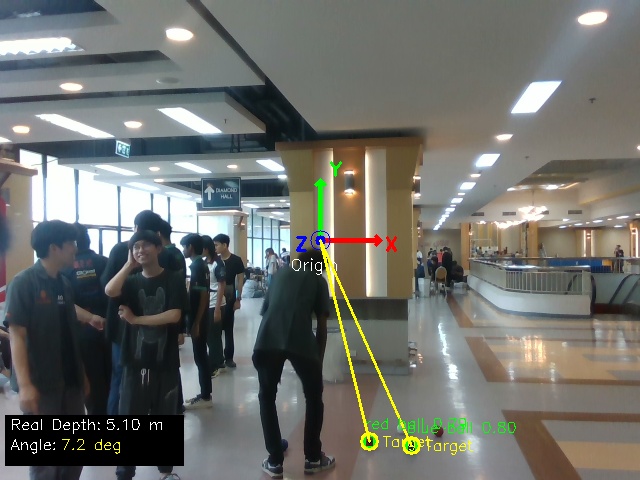 DIAMOND
HALL
Y
Z
X
Origin
Target
Target
Real Depth: 5.10 m
Angle: 7.2 deg